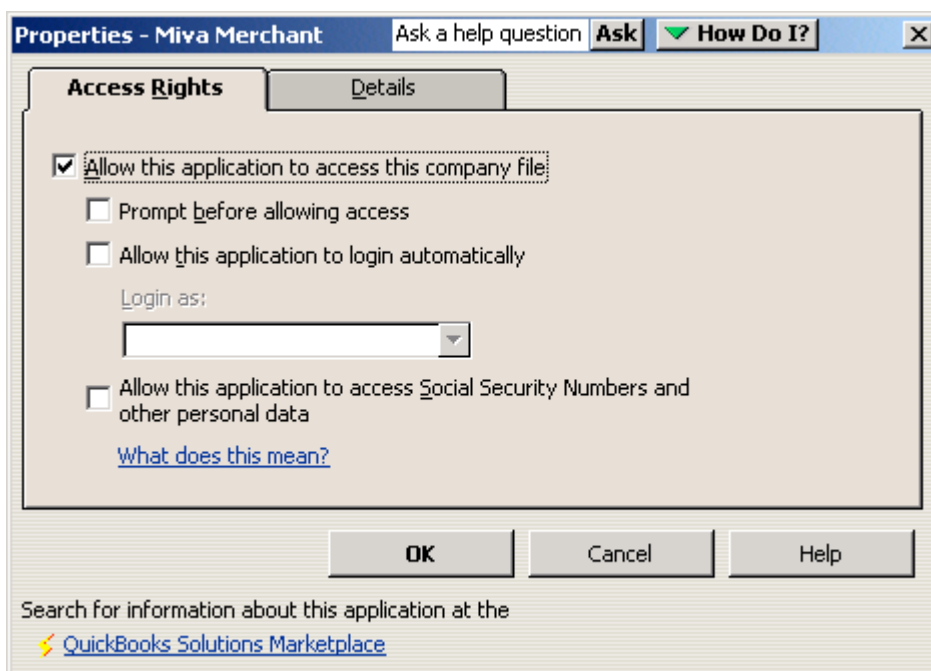 Properties - Miva Merchant
Ask a help question
Ask
How Do I?
Access Rights
Details
Allow this application to access this company file
Prompt before allowing access
Allow this application to login automatically
Login as:
Allow this application to access Social Security Numbers and
other personal data
What does this mean?
OK
Cancel
Help
Search for information about this application at the
QuickBooks Solutions Marketplace